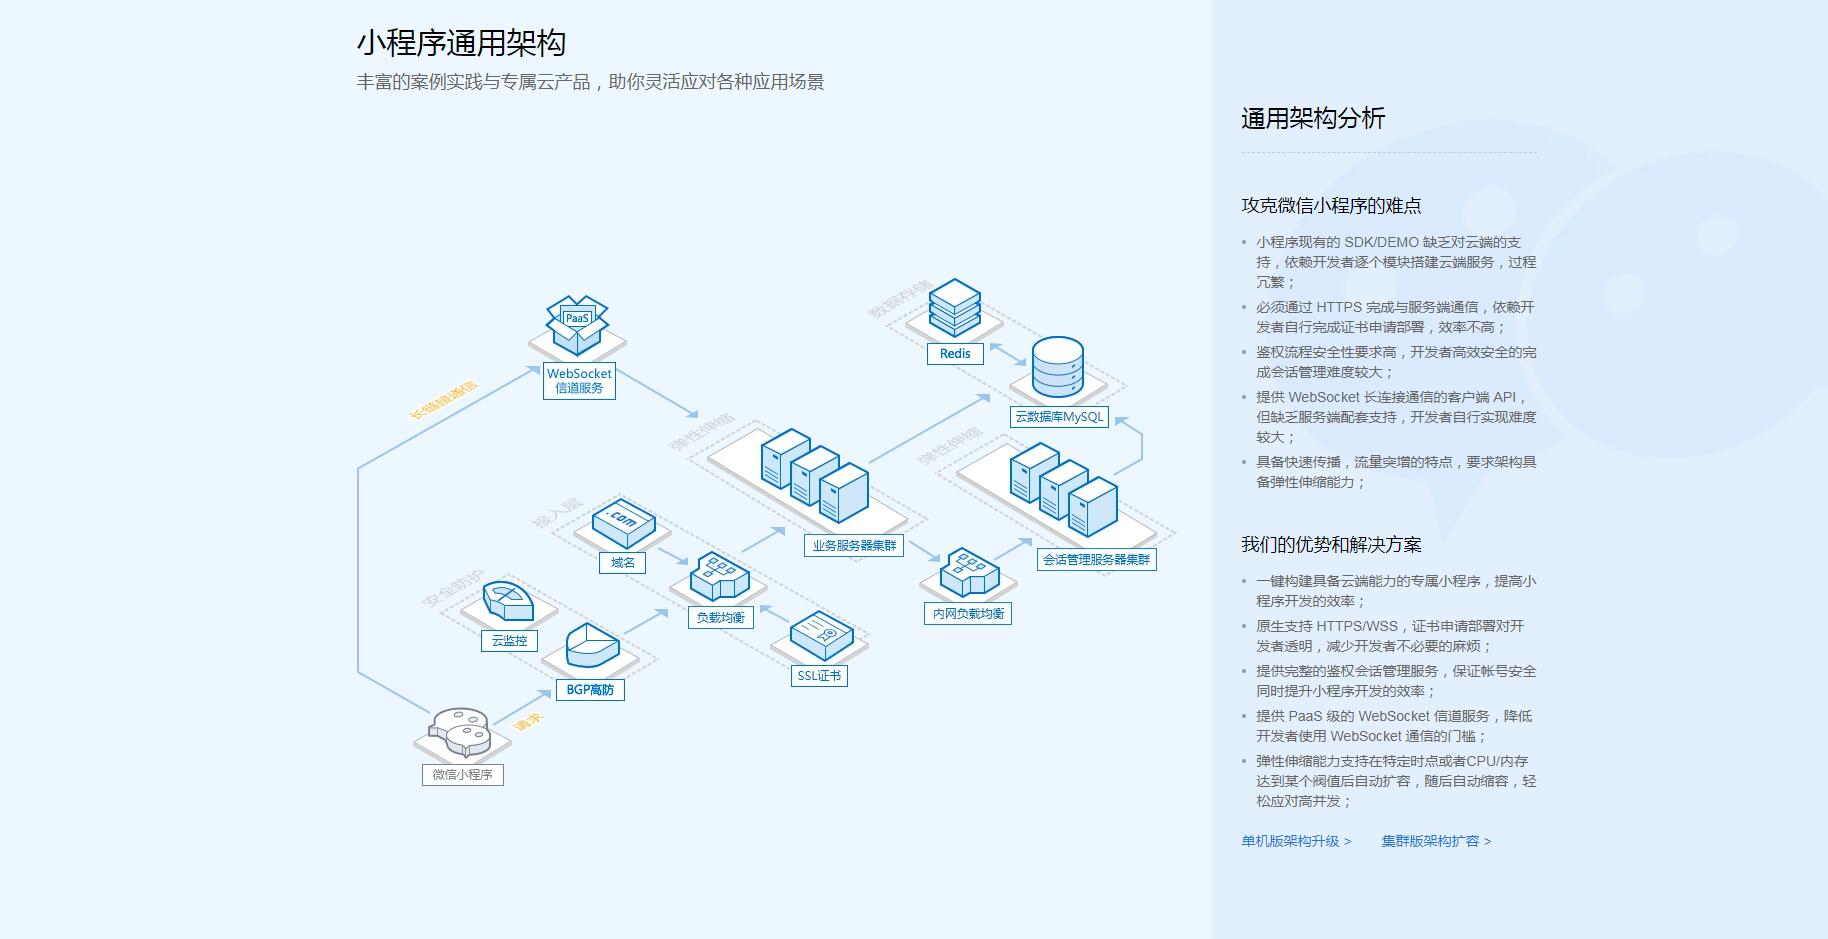 小程序通用架构
丰富的案例实践与专属云产品，助你灵活应对各种应用场景
数据存储
Redis
PaaS
WebSocket
信道服务
长链接通信
云数据库MySQL
弹性伸缩
弹性伸缩
业务服务器集群
会话管理服务器集群
接入层
.com
域名
负载均衡
内网负载均衡
安全防护
云监控
SSL证书
BGP高防
请求
微信小程序
通用架构分析
攻克微信小程序的难点
• 小程序现有的 SDK/DEMO 缺乏对云端的支
持，依赖开发者逐个模块搭建云端服务，过程
冗繁；
• 必须通过 HTTPS 完成与服务端通信，依赖开
发者自行完成证书申请部署，效率不高；
• 鉴权流程安全性要求高，开发者高效安全的完
成会话管理难度较大；
• 提供 WebSocket 长连接通信的客户端 API，
但缺乏服务端配套支持，开发者自行实现难度
较大；
• 具备快速传播，流量突增的特点，要求架构具
备弹性伸缩能力；
我们的优势和解决方案
• 一键构建具备云端能力的专属小程序，提高小
程序开发的效率；
• 原生支持 HTTPS/WSS，证书申请部署对开
发者透明，减少开发者不必要的麻烦；
• 提供完整的鉴权会话管理服务，保证帐号安全
同时提升小程序开发的效率；
• 提供 PaaS 级的 WebSocket 信道服务，降低
开发者使用 WebSocket 通信的门槛；
• 弹性伸缩能力支持在特定时点或者CPU/内存
达到某个阀值后自动扩容，随后自动缩容，轻
松应对高并发；
单机版架构升级 > 集群版架构扩容 >